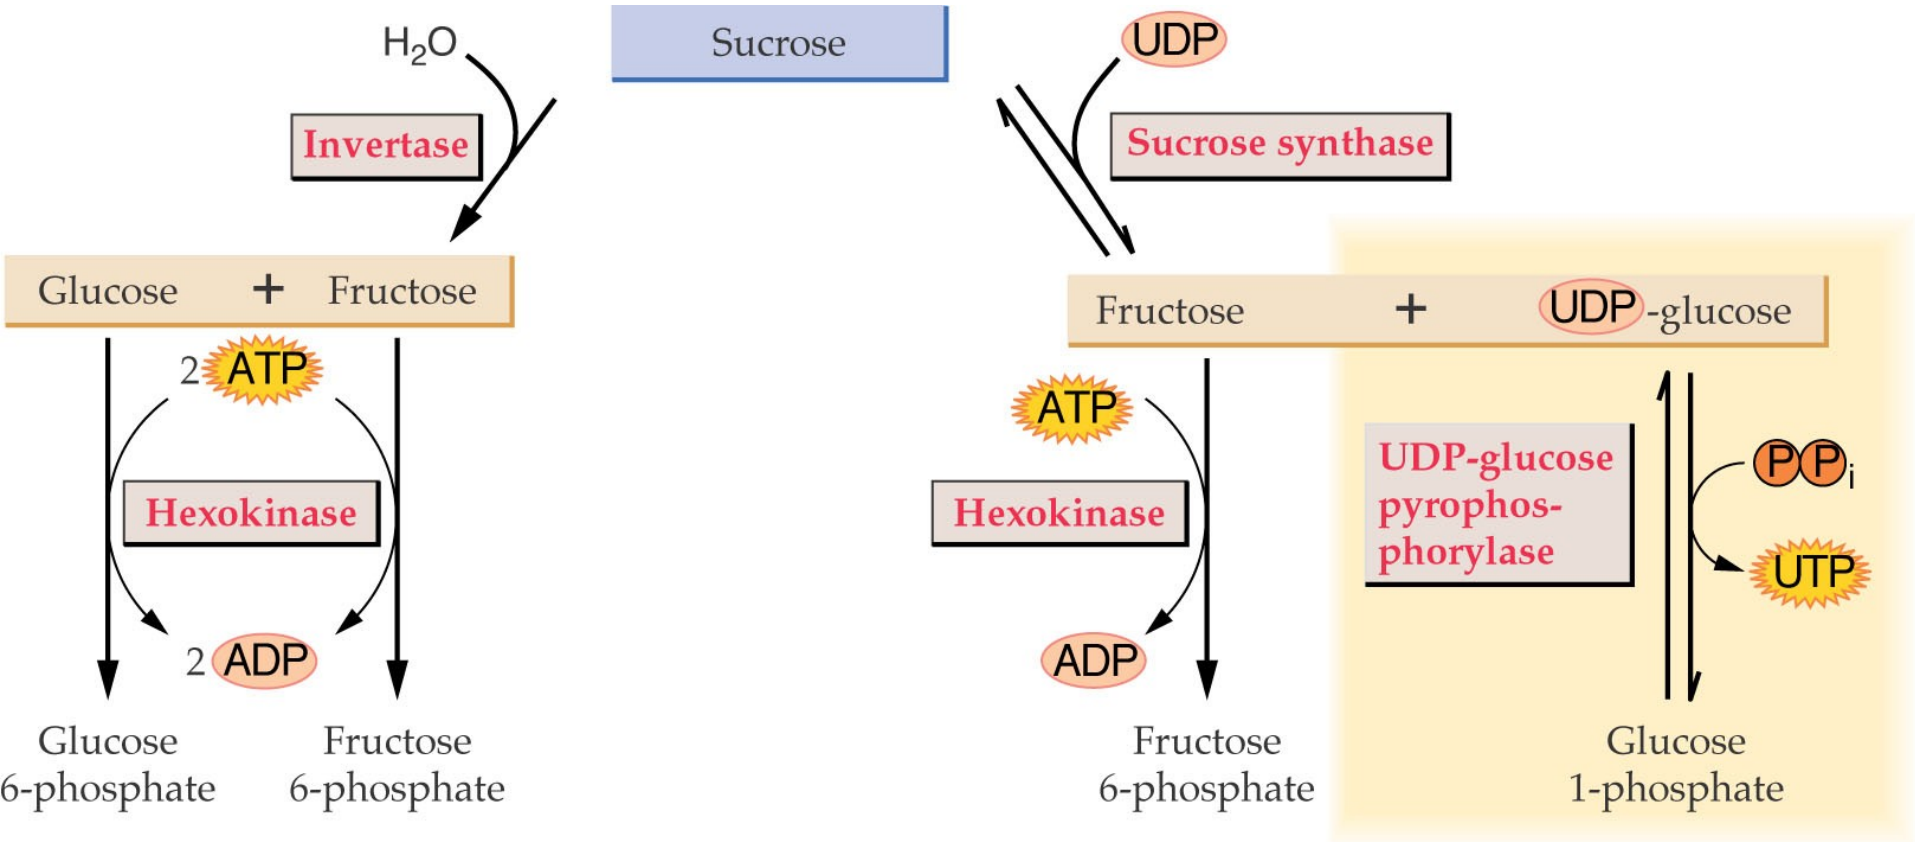 H₂O
Sucrose
UDP
Invertase
Sucrose synthase
Glucose + Fructose
Fructose + UDP-glucose
2 ATP
ATP
Hexokinase
Hexokinase
UDP-glucose
pyrophos-
phorylase
PPi
UTP
2 ADP
ADP
Glucose
6-phosphate
Fructose
6-phosphate
Fructose
6-phosphate
Glucose
1-phosphate